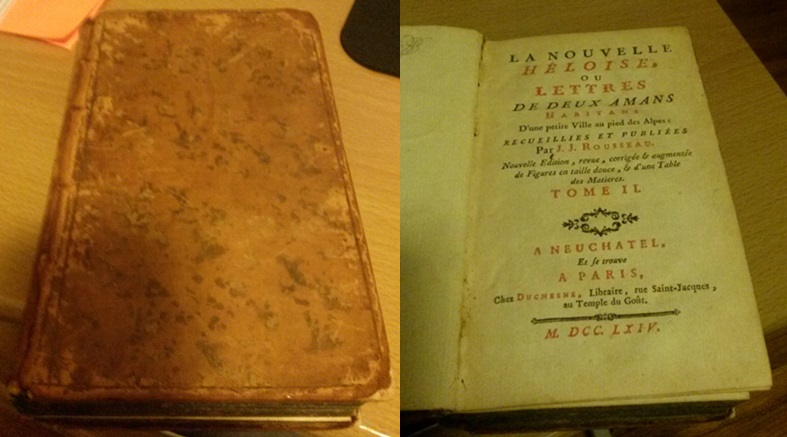 LA NOUVELLE
HÉLOISE,
OU
LETTRES
DE DEUX AMANS
HABITANS
D'une petite Ville au pied des Alpes:
RECUEILLIES ET PUBLIÉES
Par J. J. ROUSSEAU.
Nouvelle Edition, revue, corrigée & augmentée
de Figures en taille douce, & d'une Table
des Matieres.
TOME II.
A NEUCHATEL,
Et se trouve
A PARIS,
Chez DUCHESNE, Libraire, rue Saint-Jacques,
au Temple du Goût.
M. DCC. LXIV.